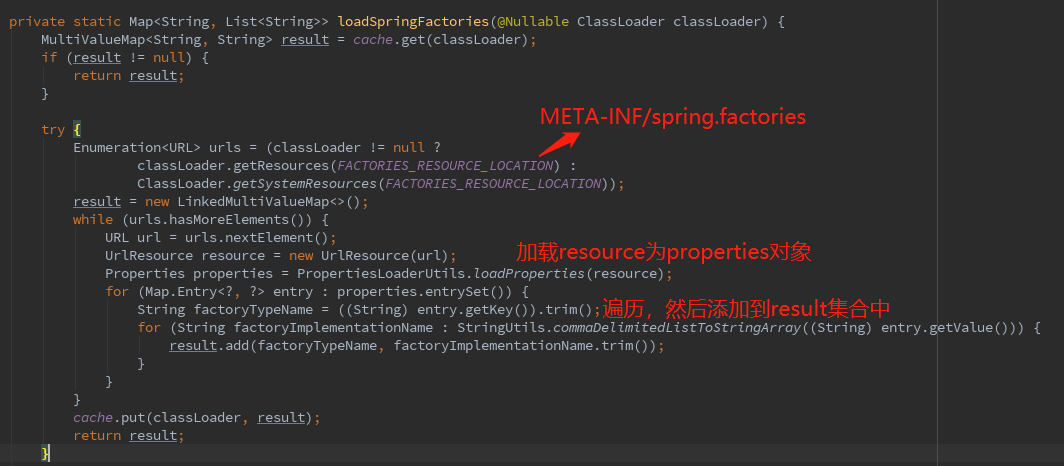 private static Map<String, List<String>> loadSpringFactories(@Nullable ClassLoader classLoader) {
MultiValueMap<String, String> result = cache.get(classLoader);
if (result != null) {
return result;
}
META-INF/spring.factories
try {
Enumeration<URL> urls = (classLoader != null ?
classLoader.getResources(FACTORIES_RESOURCE_LOCATION) :
ClassLoader.getSystemResources(FACTORIES_RESOURCE_LOCATION));
result = new LinkedMultiValueMap<>();
while (urls.hasMoreElements()) {
URL url = urls.nextElement();
UrlResource resource = new UrlResource(url);
加载resource为properties对象
Properties properties = PropertiesLoaderUtils.loadProperties(resource);
for (Map.Entry<?, ?> entry : properties.entrySet()) {
String factoryTypeName = ((String) entry.getKey()).trim();遍历，然后添加到result集合中
for (String factoryImplementationName : StringUtils.commaDelimitedListToStringArray((String) entry.getValue())) {
result.add(factoryTypeName, factoryImplementationName.trim());
}
}
}
cache.put(classLoader, result);
return result;
}